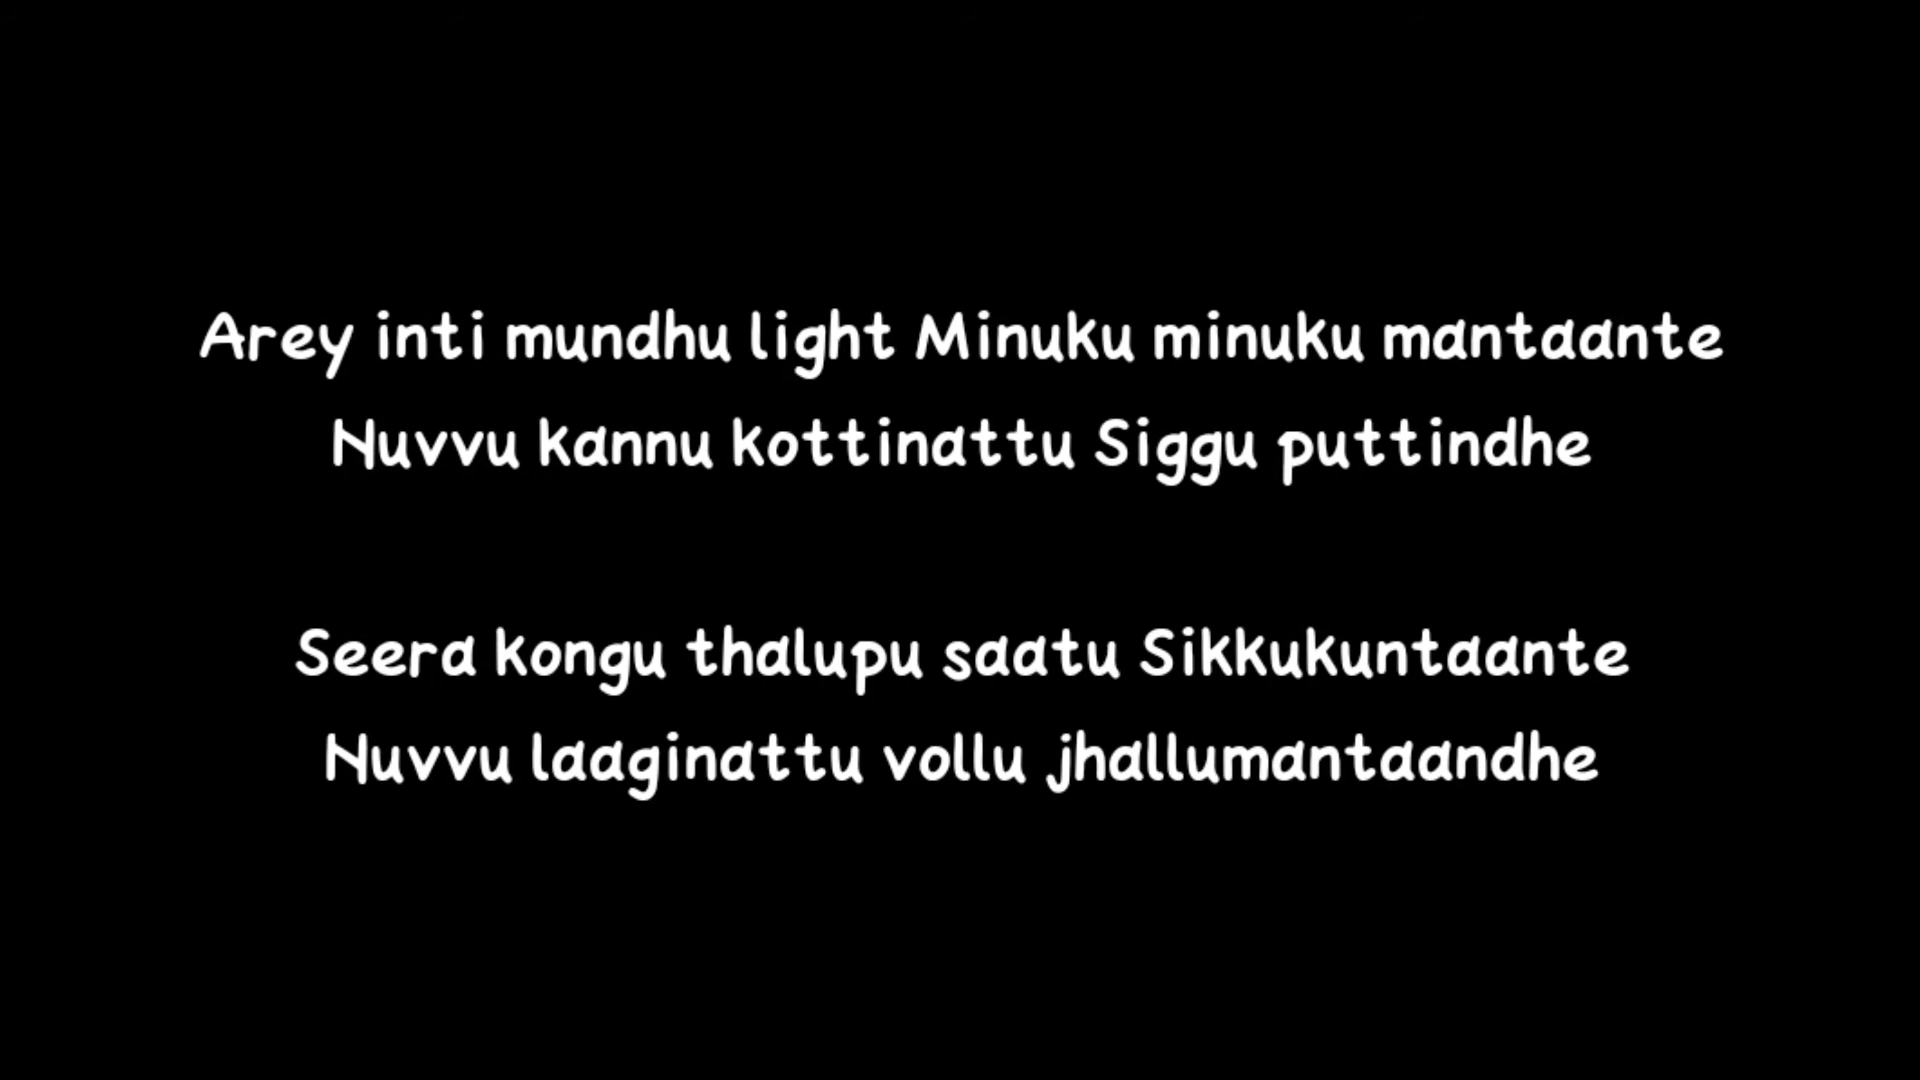 Arey inti mundhu light Minuku minuku mantaante
Nuvvu kannu kottinattu Siggu puttindhe
Seera kongu thalupu saatu Sikkukuntaante
Nuvvu laaginattu vollu jhallumantaandhe